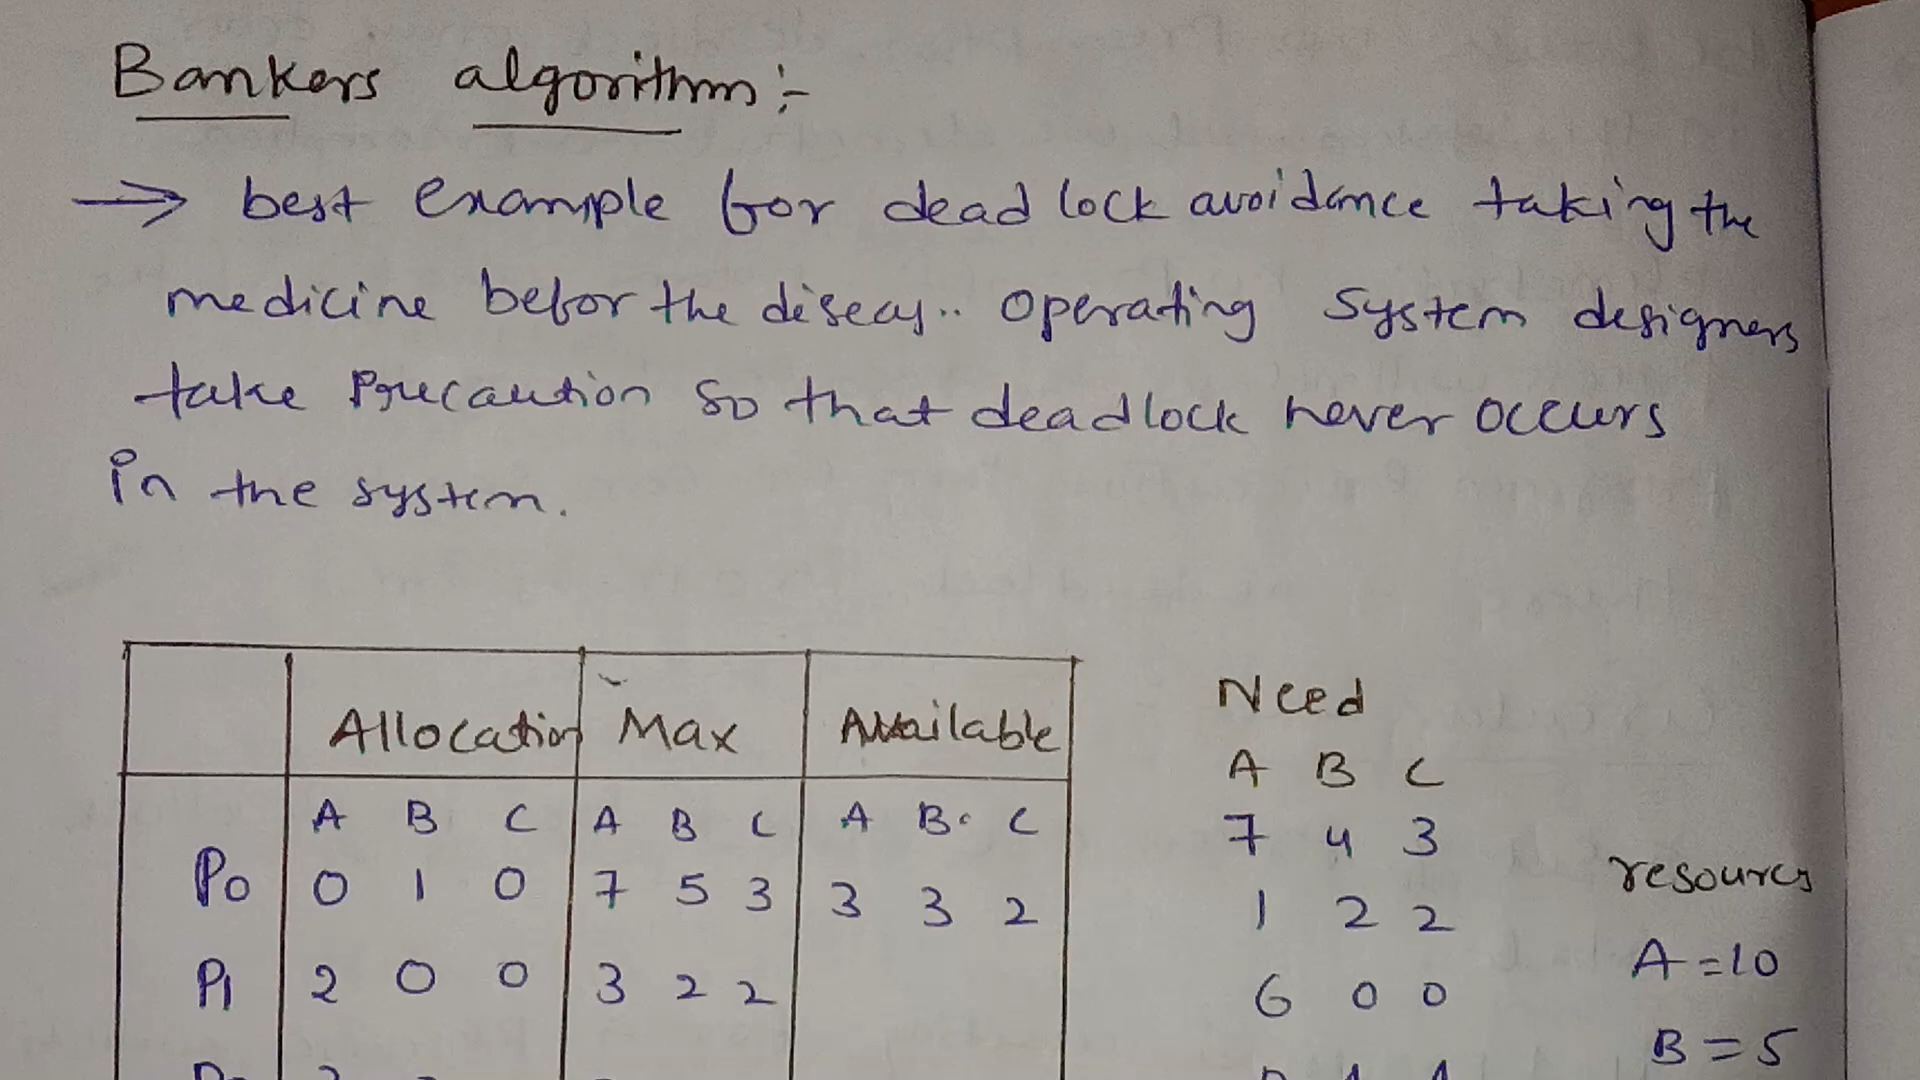 Bankers algorithm :-
→ best example for dead lock avoidance taking the
medicine befor the diseas.. Operating System designers
take Precaution So that deadlock never occurs
in the system.
Allocation Max Available
A B C A B C A B C
P0 0 1 0 7 5 3 3 3 2
P1 2 0 0 3 2 2
Need
A B C
7 4 3
1 2 2
6 0 0
resources
A = 10
B = 5